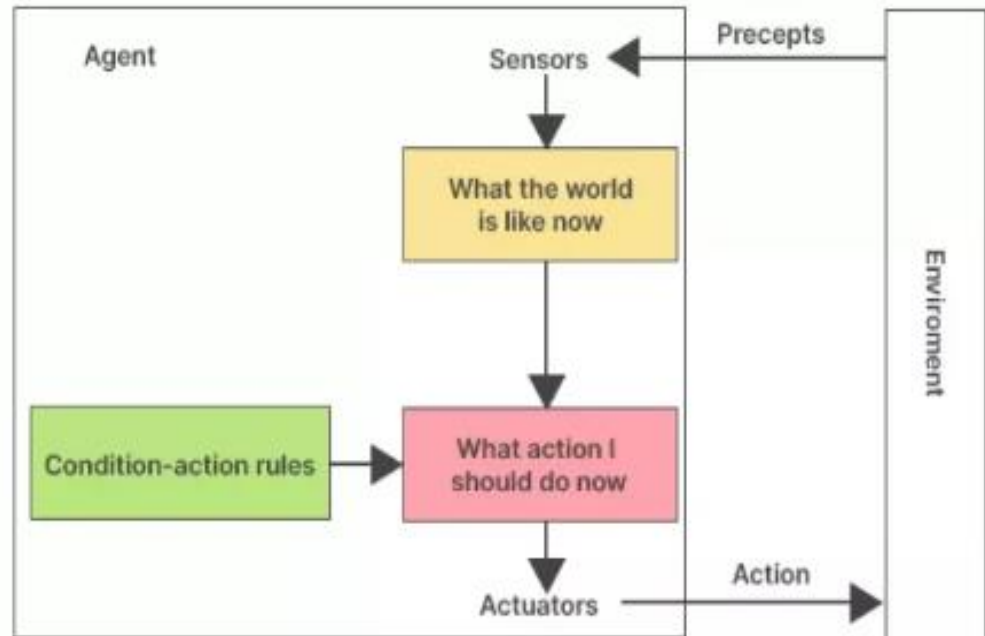 Agent
Sensors
Precepts
What the world
is like now
Enviroment
Condition-action rules
What action I
should do now
Actuators
Action